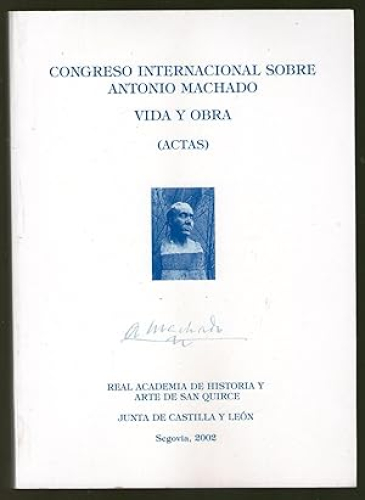 CONGRESO INTERNACIONAL SOBRE
ANTONIO MACHADO
VIDA Y OBRA
(ACTAS)
A Machado
REAL ACADEMIA DE HISTORIA Y
ARTE DE SAN QUIRCE
JUNTA DE CASTILLA Y LEÓN
Segovia, 2002